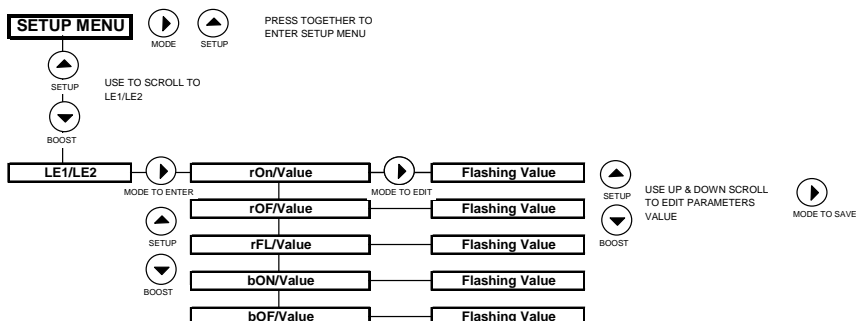 SETUP MENU
MODE
SETUP
PRESS TOGETHER TO
ENTER SETUP MENU
SETUP
USE TO SCROLL TO
LE1/LE2
BOOST
LE1/LE2
MODE TO ENTER
rOn/Value
MODE TO EDIT
Flashing Value
SETUP
BOOST
USE UP & DOWN SCROLL
TO EDIT PARAMETERS
VALUE
MODE TO SAVE
rOF/Value
Flashing Value
SETUP
rFL/Value
Flashing Value
BOOST
bON/Value
Flashing Value
bOF/Value
Flashing Value